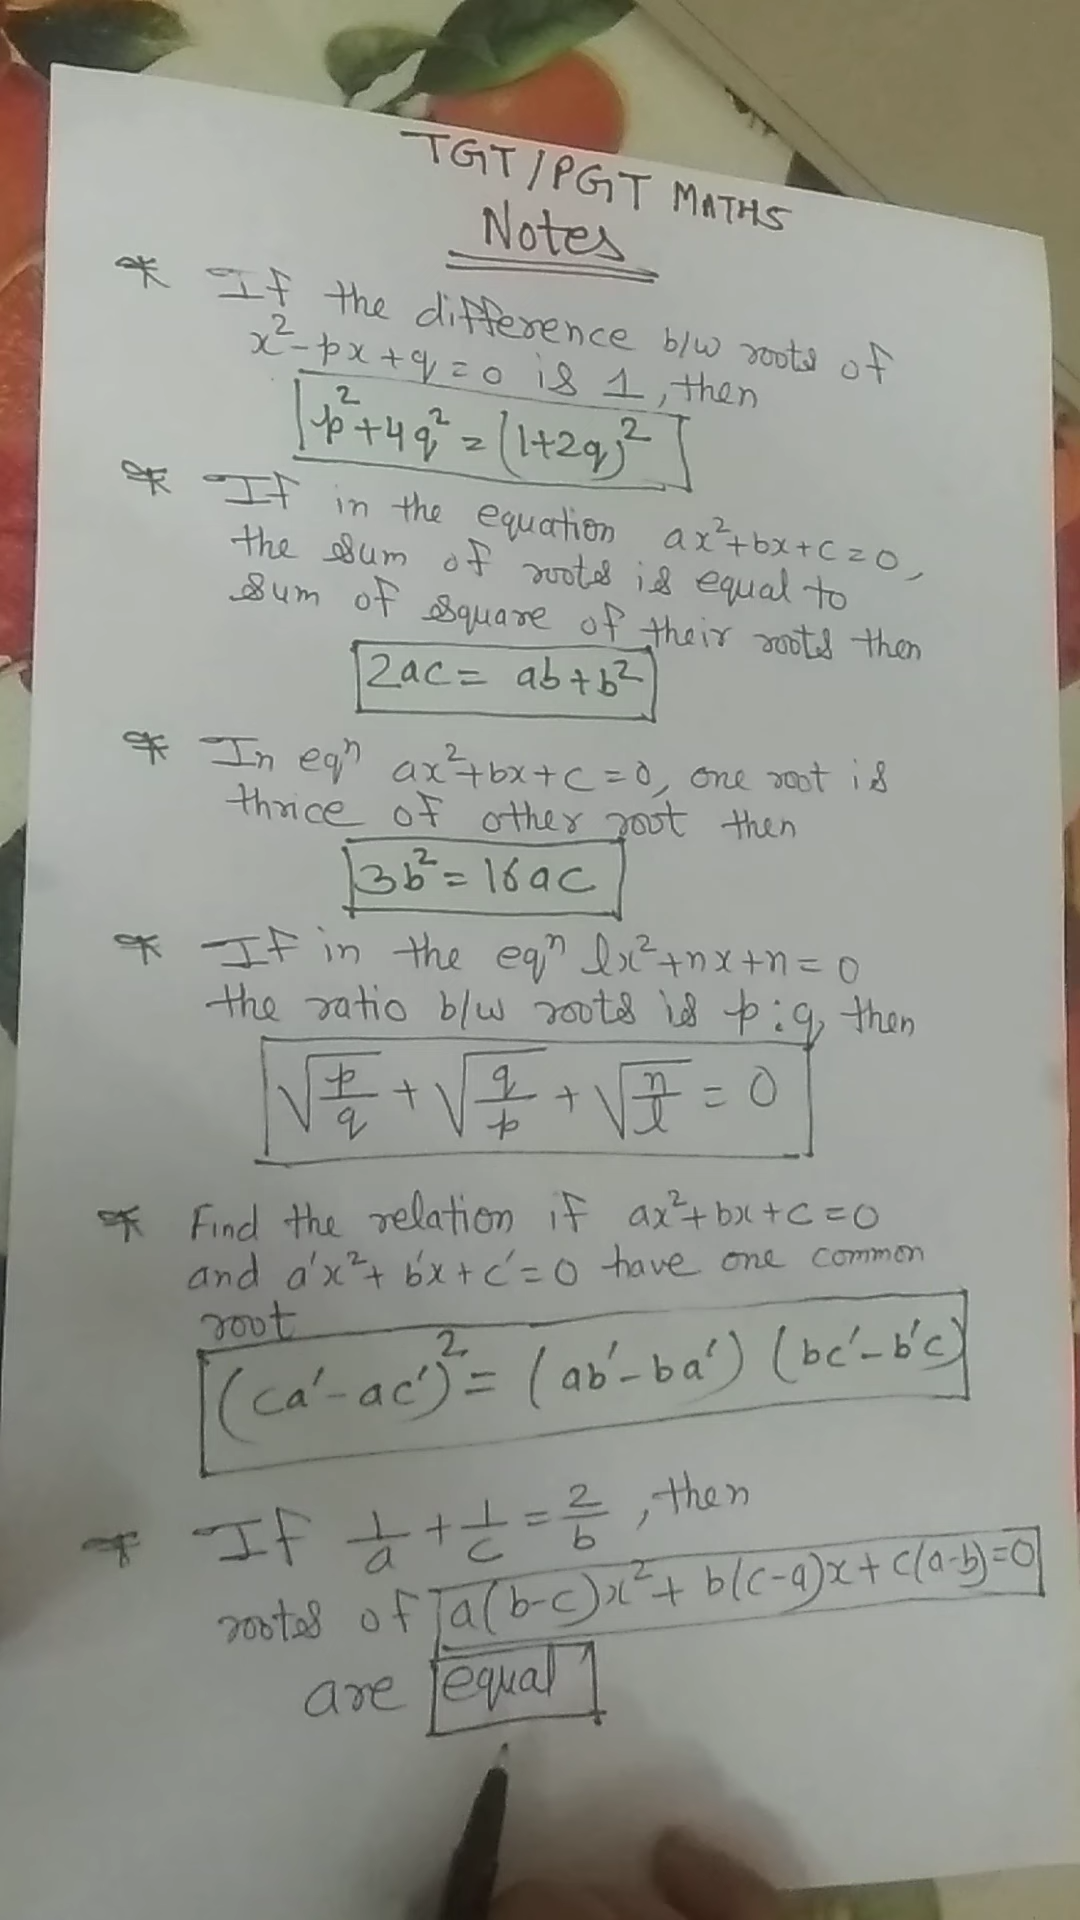 TGT/PGT MATHS
Notes
* If the difference b/w roots of
x²-px+q=0 is 1, then
p²+4q²=(1+2q)²
* If in the equation ax²+bx+c=0,
the sum of roots is equal to
sum of square of their roots then
2ac= ab+b²
* In eqⁿ ax²+bx+c=0, one root is
thrice of other root then
3b²=16ac
* If in the eqⁿ lx²+nx+n=0
the ratio b/w roots is p:q, then
√(p/q) + √(q/p) + √(n/l) = 0
* Find the relation if ax²+bx+c=0
and a'x²+b'x+c'=0 have one common
root
(ca'-ac')²= (ab'-ba') (bc'-b'c)
* If 1/a + 1/c = 2/b, then
roots of a(b-c)x²+ b(c-a)x+c(a-b)=0
are equal